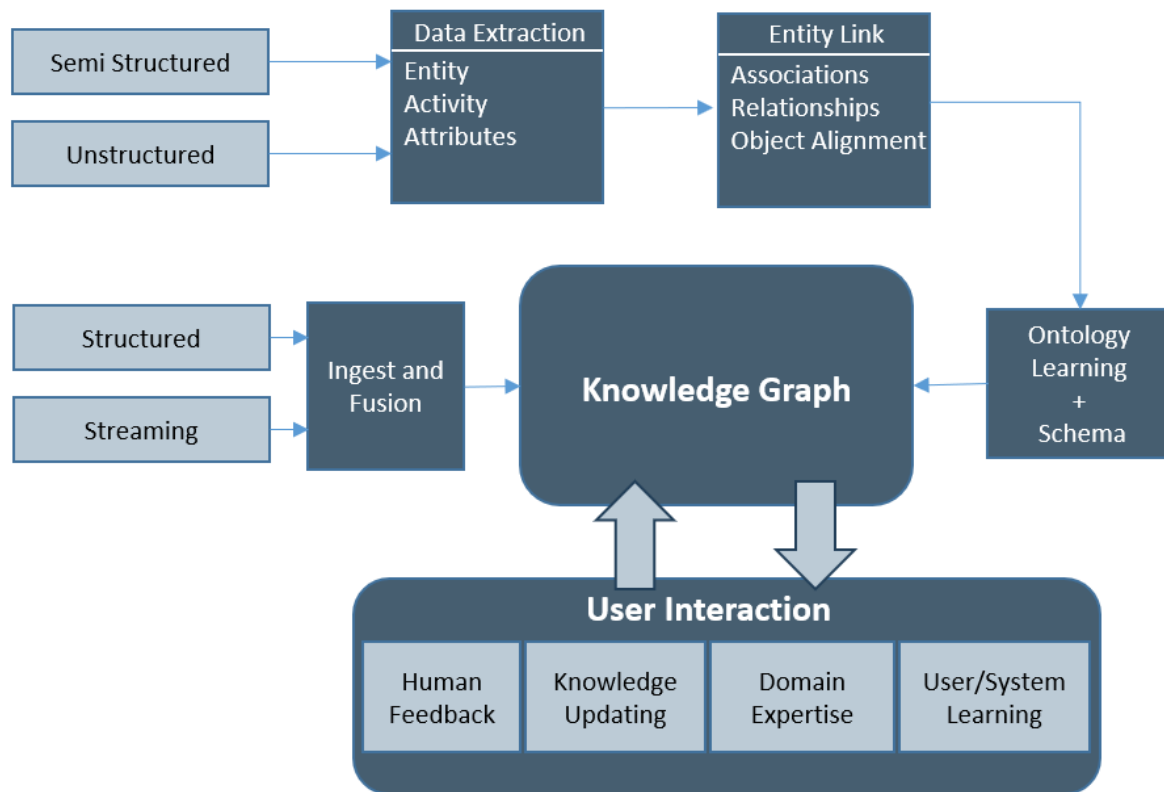 Semi Structured
Unstructured
Data Extraction
Entity
Activity
Attributes
Entity Link
Associations
Relationships
Object Alignment
Structured
Streaming
Ingest and
Fusion
Knowledge Graph
Ontology
Learning
+
Schema
User Interaction
Human
Feedback
Knowledge
Updating
Domain
Expertise
User/System
Learning